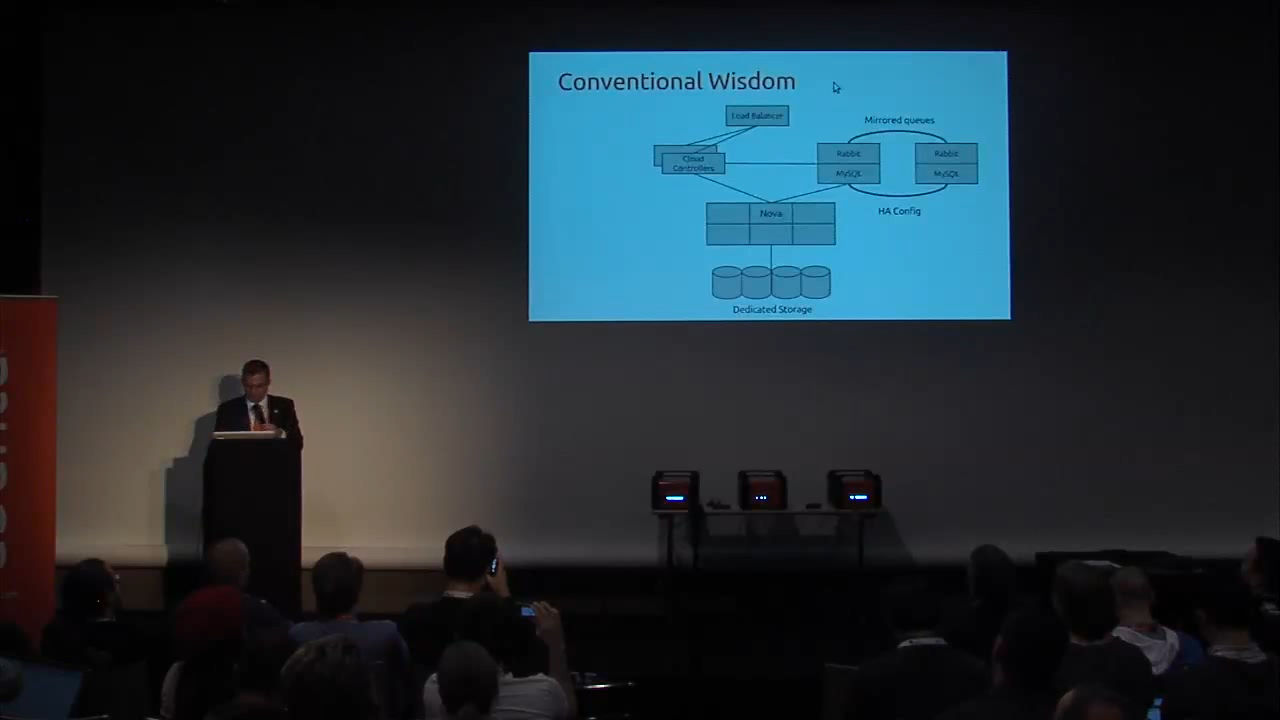 Conventional Wisdom
Load Balancer
Mirrored queues
Cloud
Controllers
Rabbit
Rabbit
MySQL
MySQL
Nova
HA Config
Dedicated Storage